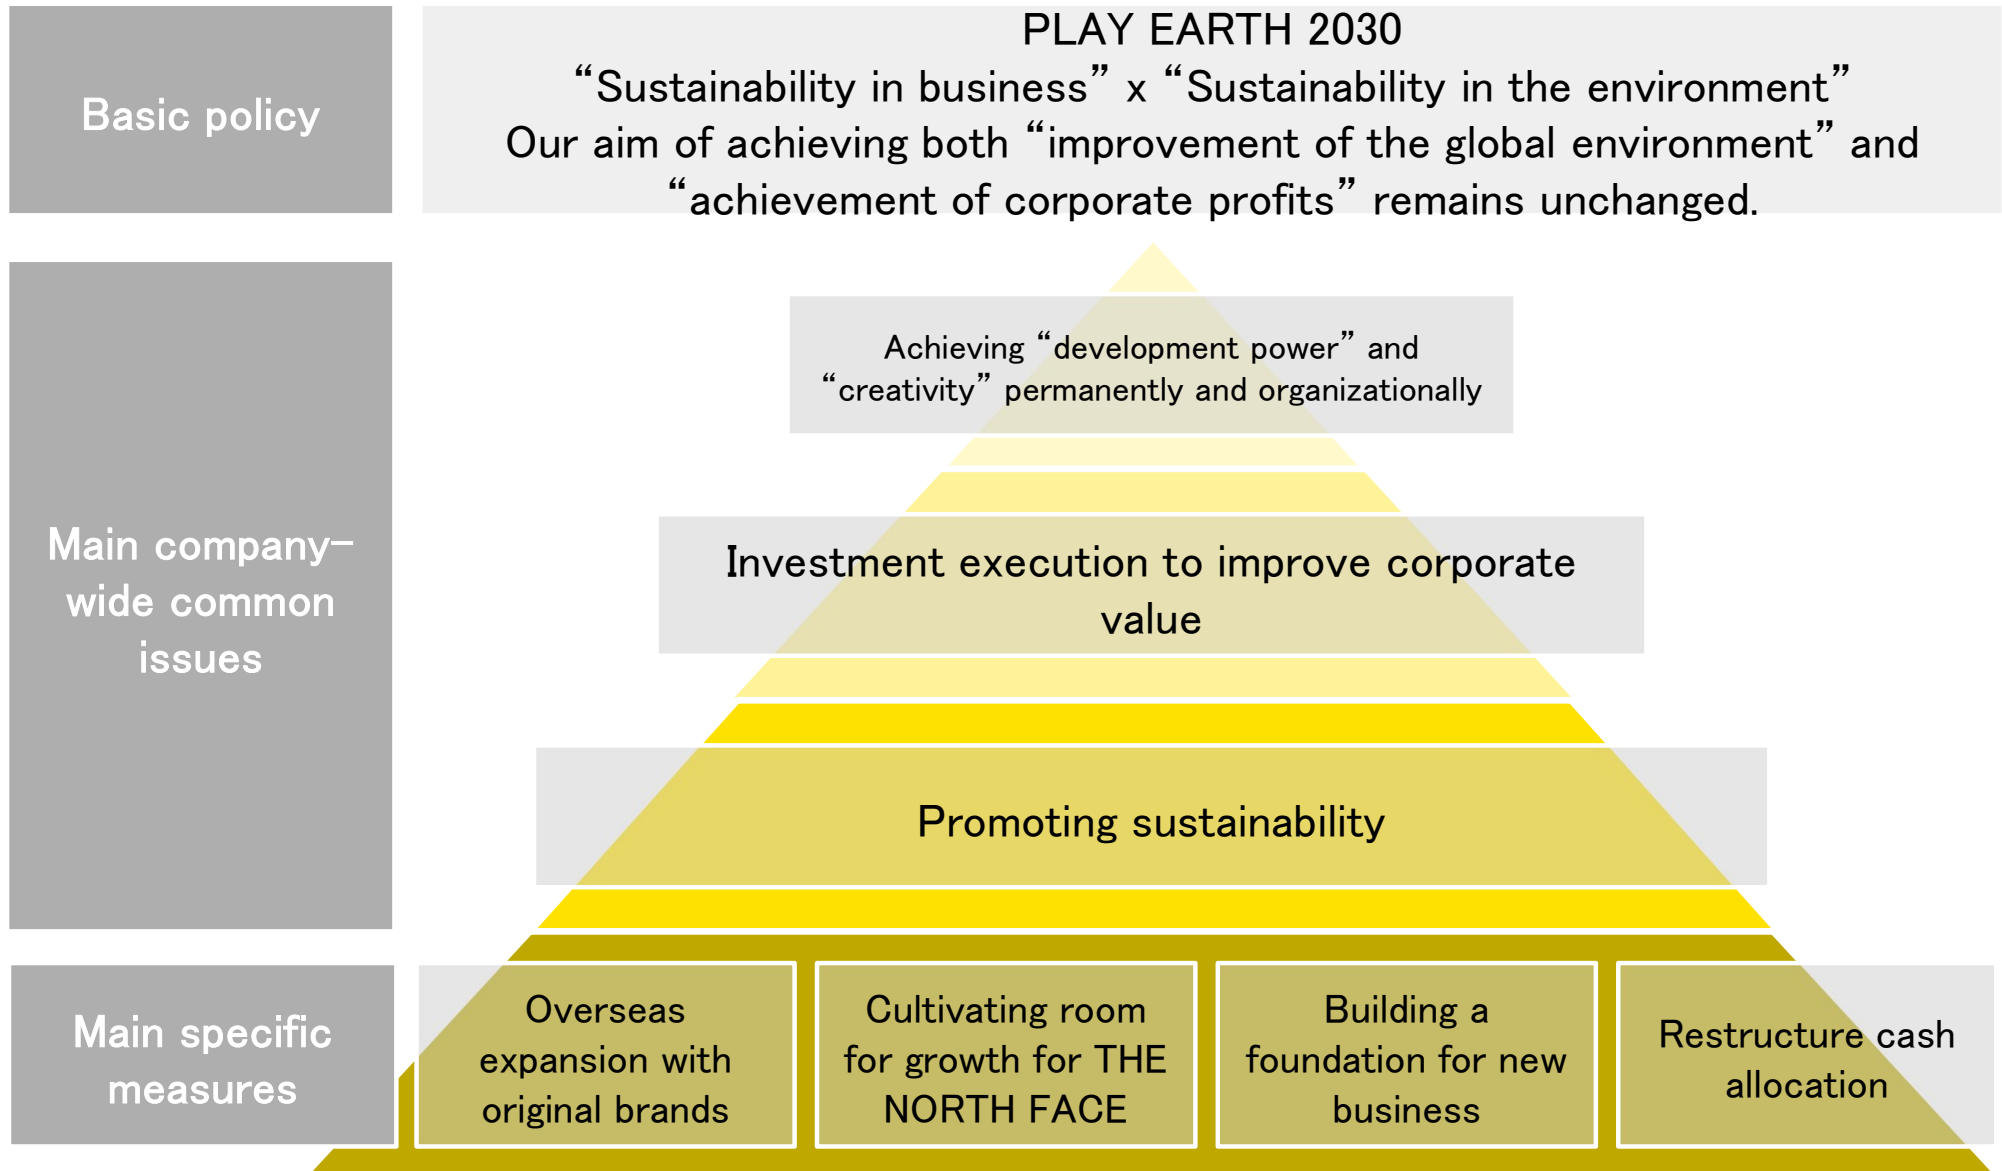 Basic policy
PLAY EARTH 2030
“Sustainability in business” x “Sustainability in the environment”
Our aim of achieving both “improvement of the global environment” and
“achievement of corporate profits” remains unchanged.
Main company-
wide common
issues
Achieving “development power” and
“creativity” permanently and organizationally
Investment execution to improve corporate
value
Promoting sustainability
Main specific
measures
Overseas
expansion with
original brands
Cultivating room
for growth for THE
NORTH FACE
Building a
foundation for new
business
Restructure cash
allocation